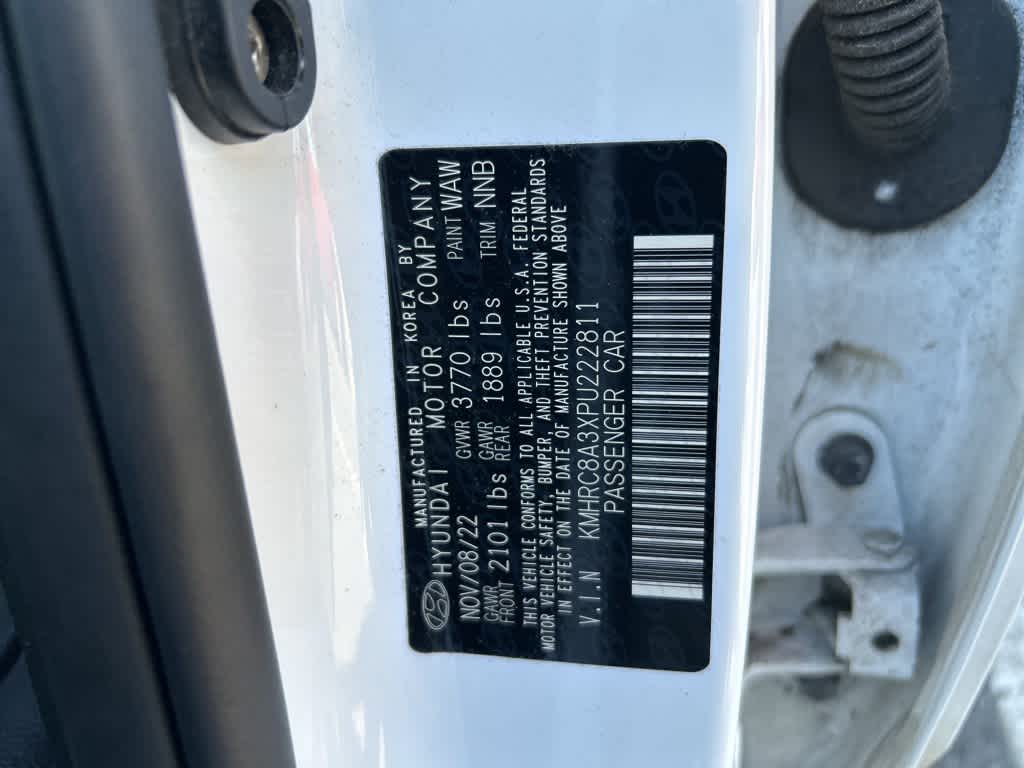 MANUFACTURED IN KOREA BY
HYUNDAI MOTOR COMPANY
NOV/08/22 GVWR 3770 lbs PAINT WAW
GAWR FRONT 2101 lbs GAWR REAR 1889 lbs TRIM NNB
THIS VEHICLE CONFORMS TO ALL APPLICABLE U.S.A. FEDERAL
MOTOR VEHICLE SAFETY, BUMPER, AND THEFT PREVENTION STANDARDS
IN EFFECT ON THE DATE OF MANUFACTURE SHOWN ABOVE
V.I.N KMHRC8A3XPU222811
PASSENGER CAR